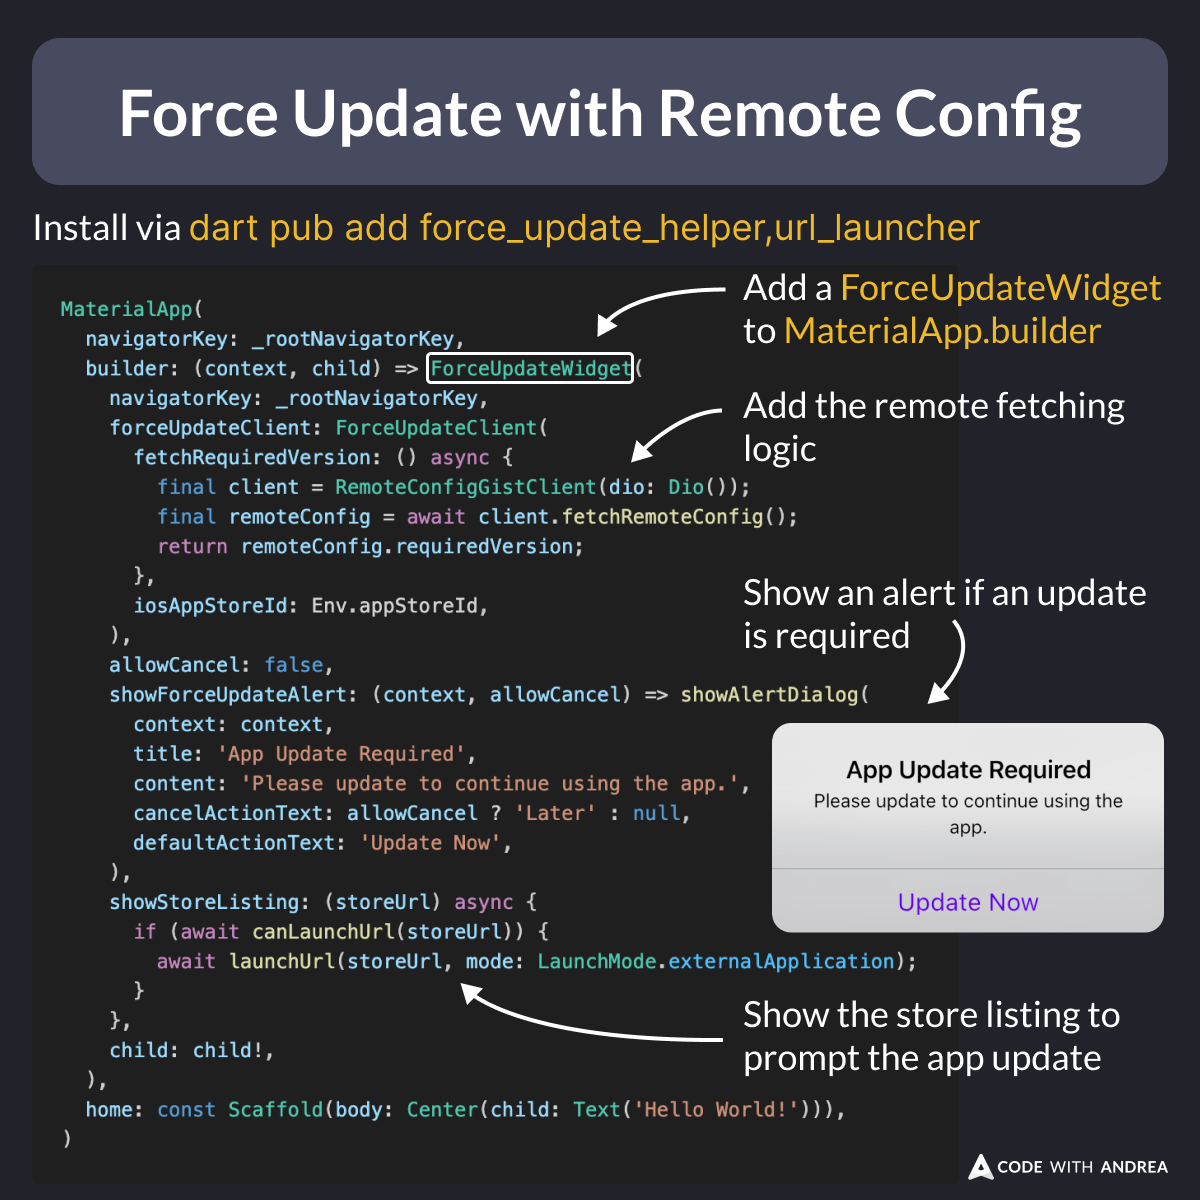 Force Update with Remote Config
Install via dart pub add force_update_helper,url_launcher
Add a ForceUpdateWidget
to MaterialApp.builder
Add the remote fetching
logic
Show an alert if an update
is required
MaterialApp(
  navigatorKey: _rootNavigatorKey,
  builder: (context, child) => ForceUpdateWidget(
    navigatorKey: _rootNavigatorKey,
    forceUpdateClient: ForceUpdateClient(
      fetchRequiredVersion: () async {
        final client = RemoteConfigGistClient(dio: Dio());
        final remoteConfig = await client.fetchRemoteConfig();
        return remoteConfig.requiredVersion;
      },
      iosAppStoreId: Env.appStoreId,
    ),
    allowCancel: false,
    showForceUpdateAlert: (context, allowCancel) => showAlertDialog(
      context: context,
      title: 'App Update Required',
      content: 'Please update to continue using the app.',
      cancelActionText: allowCancel ? 'Later' : null,
      defaultActionText: 'Update Now',
    ),
    showStoreListing: (storeUrl) async {
      if (await canLaunchUrl(storeUrl)) {
        await launchUrl(storeUrl, mode: LaunchMode.externalApplication);
      }
    },
    child: child!,
  ),
  home: const Scaffold(body: Center(child: Text('Hello World!'))),
)
App Update Required
Please update to continue using the
app.
Update Now
Show the store listing to
prompt the app update
CODE WITH ANDREA